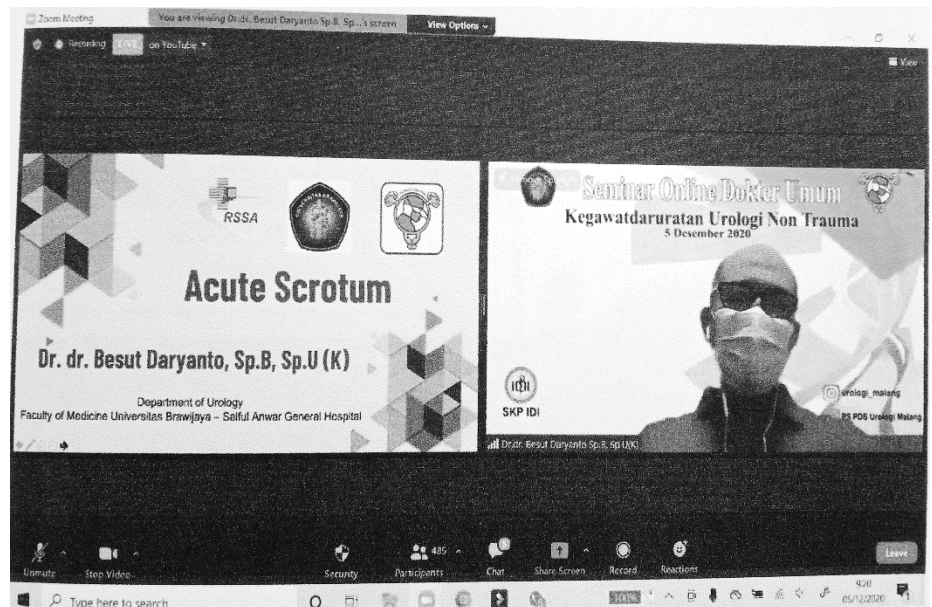 Zoom Meeting
You are viewing Dr.dr. Besut Daryanto Sp.B, Sp...'s screen
View Options
Recording
LIVE
on YouTube
View
RSSA
Acute Scrotum
Dr. dr. Besut Daryanto, Sp.B, Sp.U (K)
Department of Urology
Faculty of Medicine Universitas Brawijaya – Saiful Anwar General Hospital
Seminar Online Dokter Umum
Kegawatdaruratan Urologi Non Trauma
5 Desember 2020
IDI
SKP IDI
urologi_malang
PS PDS Urologi Malang
Dr.dr. Besut Daryanto Sp.B, Sp.U(K)
Unmute
Stop Video
Security
Participants
485
Chat
Share Screen
Record
Reactions
Leave
Type here to search
100%
9:20
05/12/2020